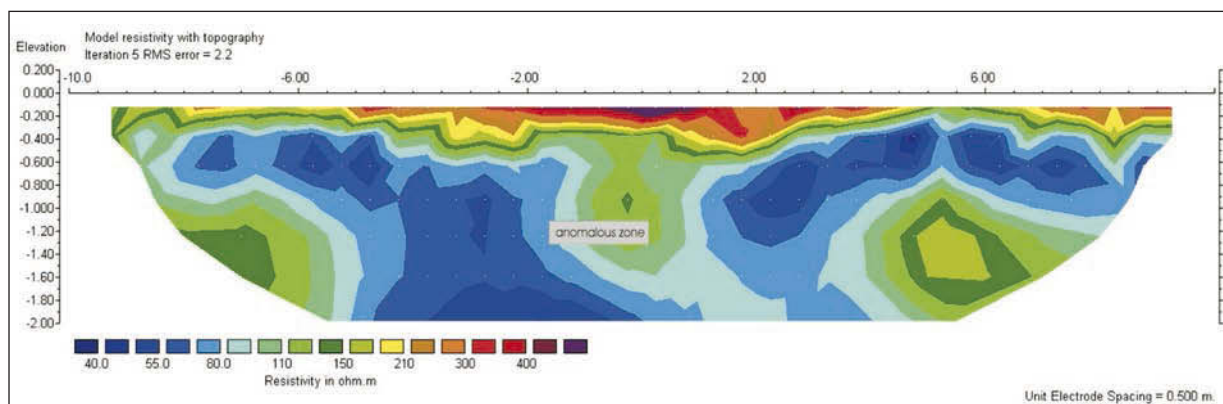 Model resistivity with topography
Elevation
Iteration 5 RMS error = 2.2
0.200
-10.0 -6.00 -2.00 2.00 6.00
0.000
-0.200
-0.400
-0.600
-0.800
-1.000
-1.20
anomalous zone
-1.40
-1.60
-1.80
-2.00
40.0 55.0 80.0 110 150 210 300 400
Resistivity in ohm.m
Unit Electrode Spacing = 0.500 m.